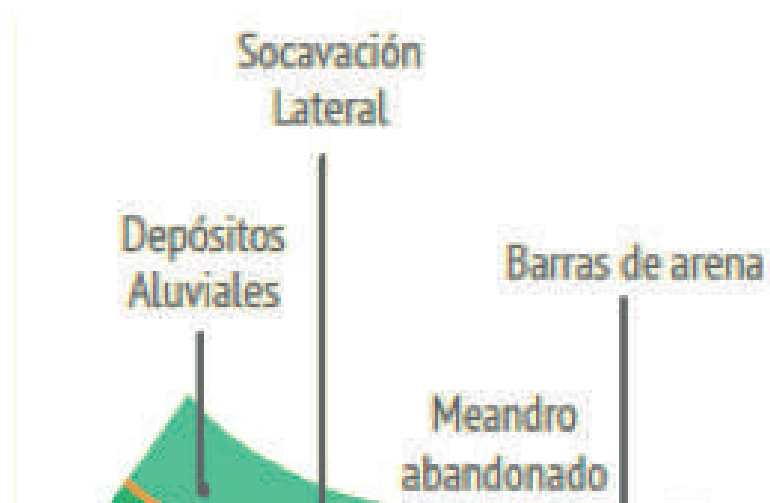 Socavación
Lateral
Depósitos
Aluviales
Barras de arena
Meandro
abandonado